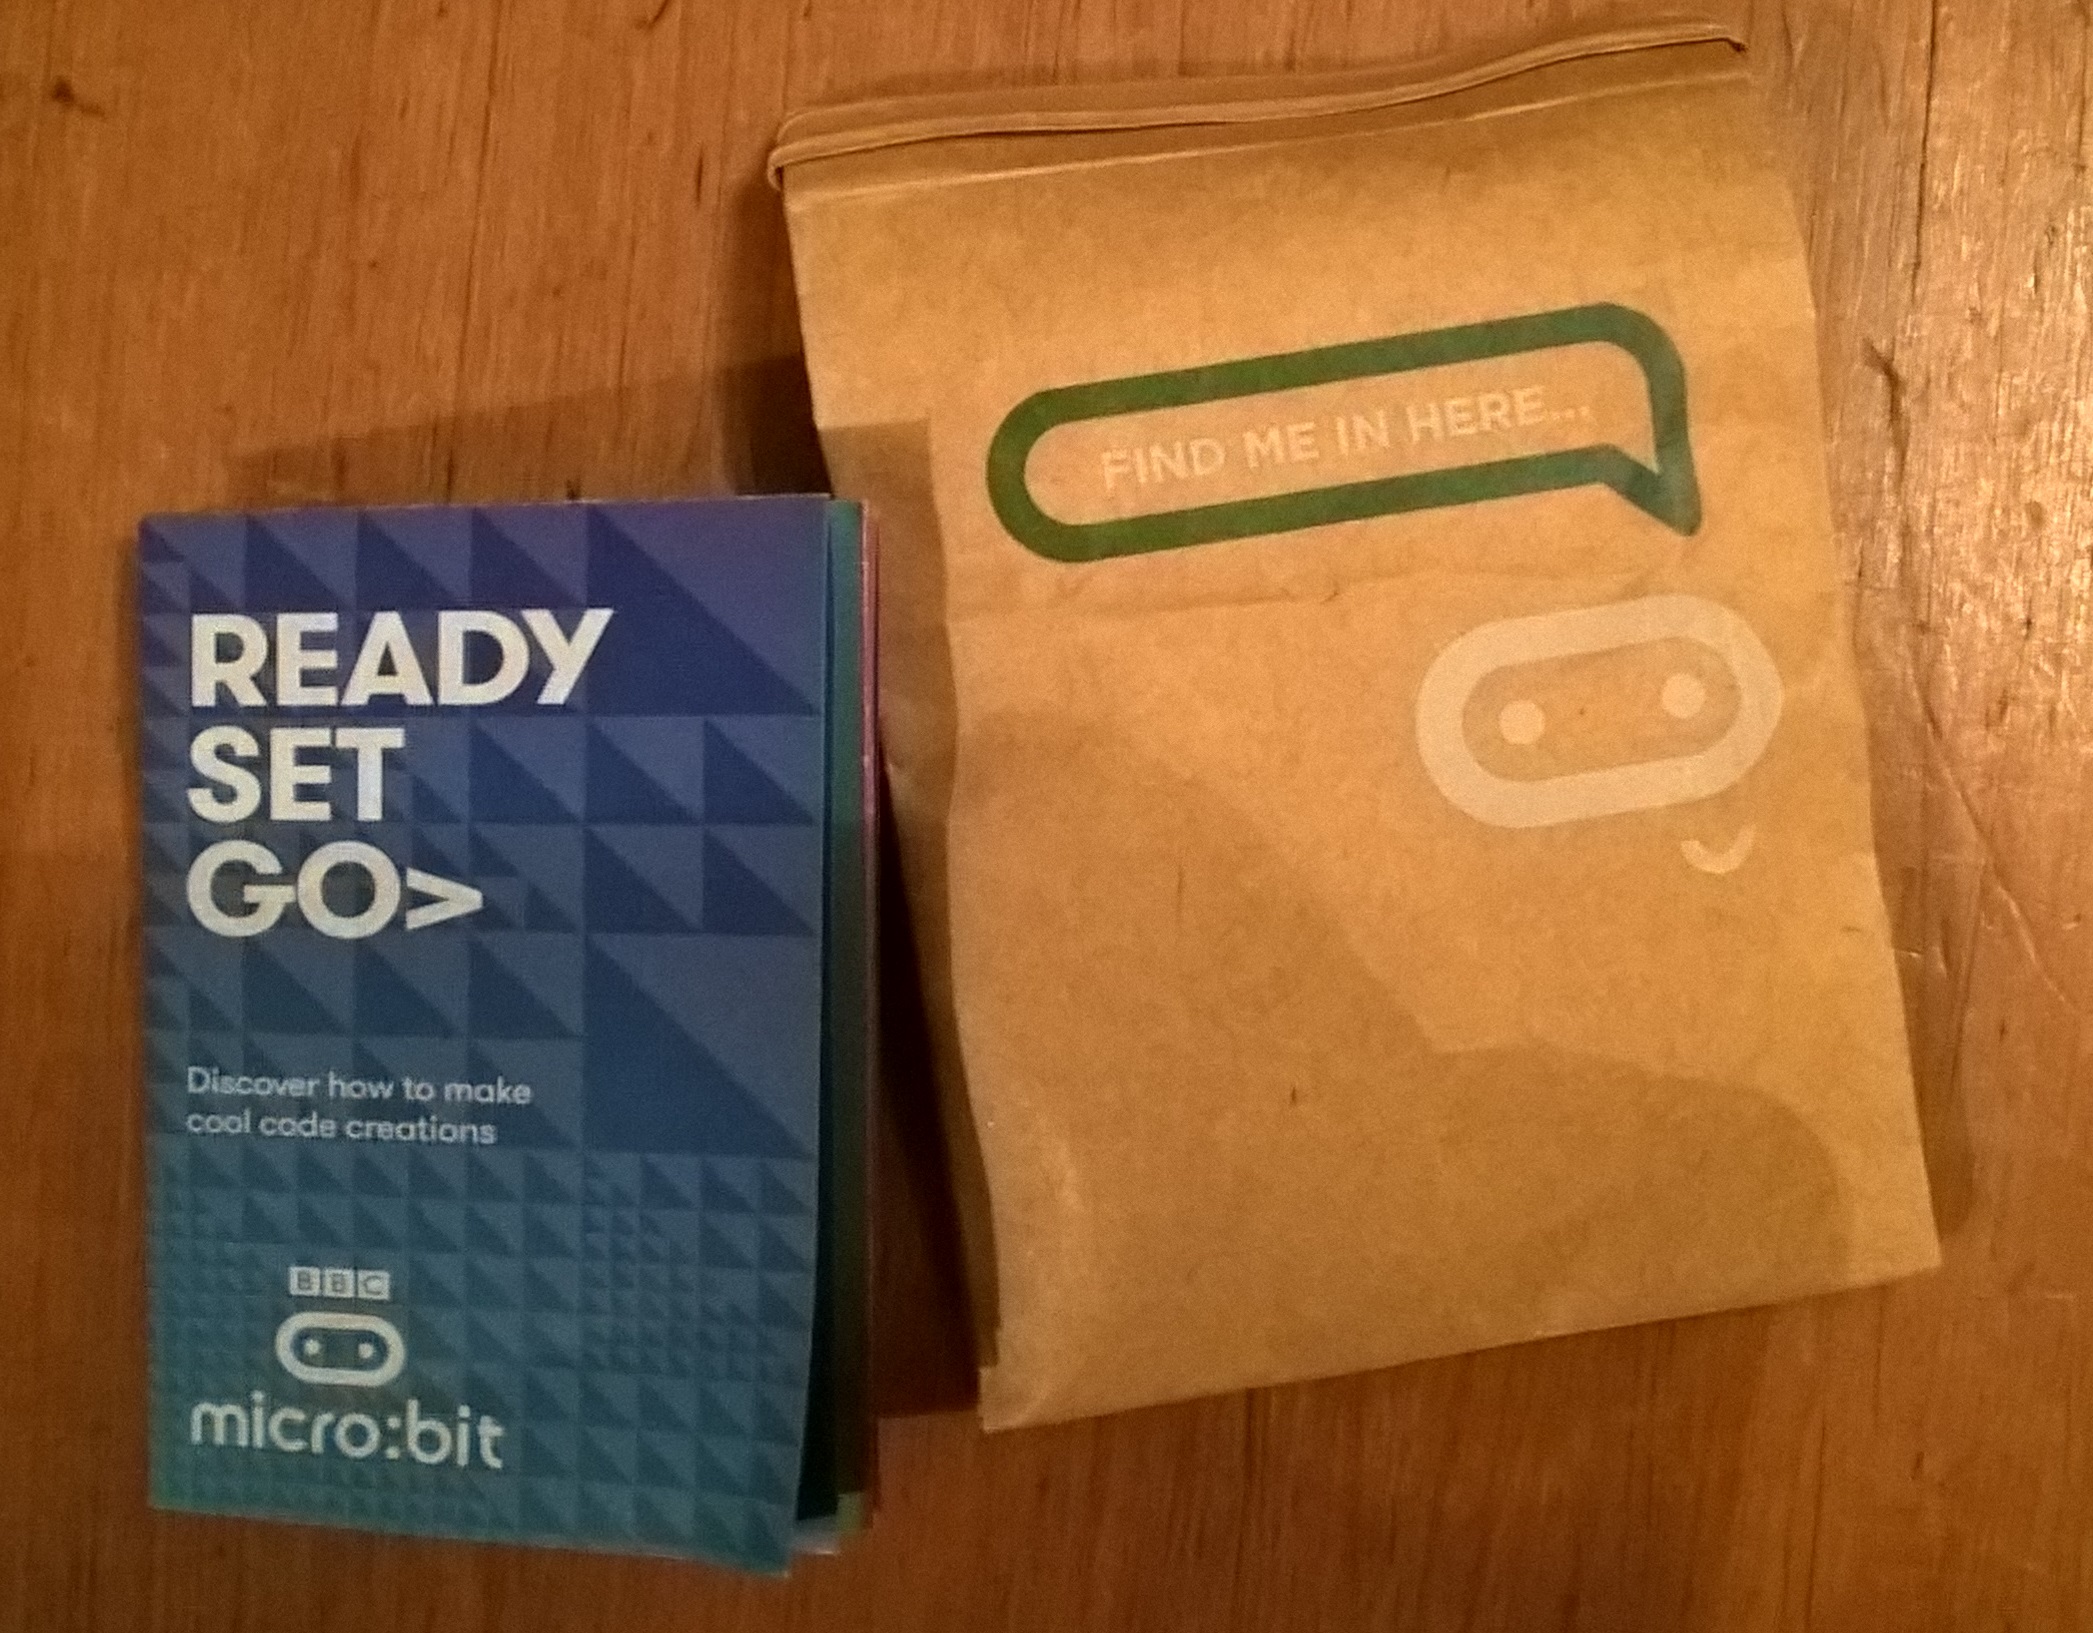 READY
SET
GO>
Discover how to make
cool code creations
BBC
micro:bit
FIND ME IN HERE...